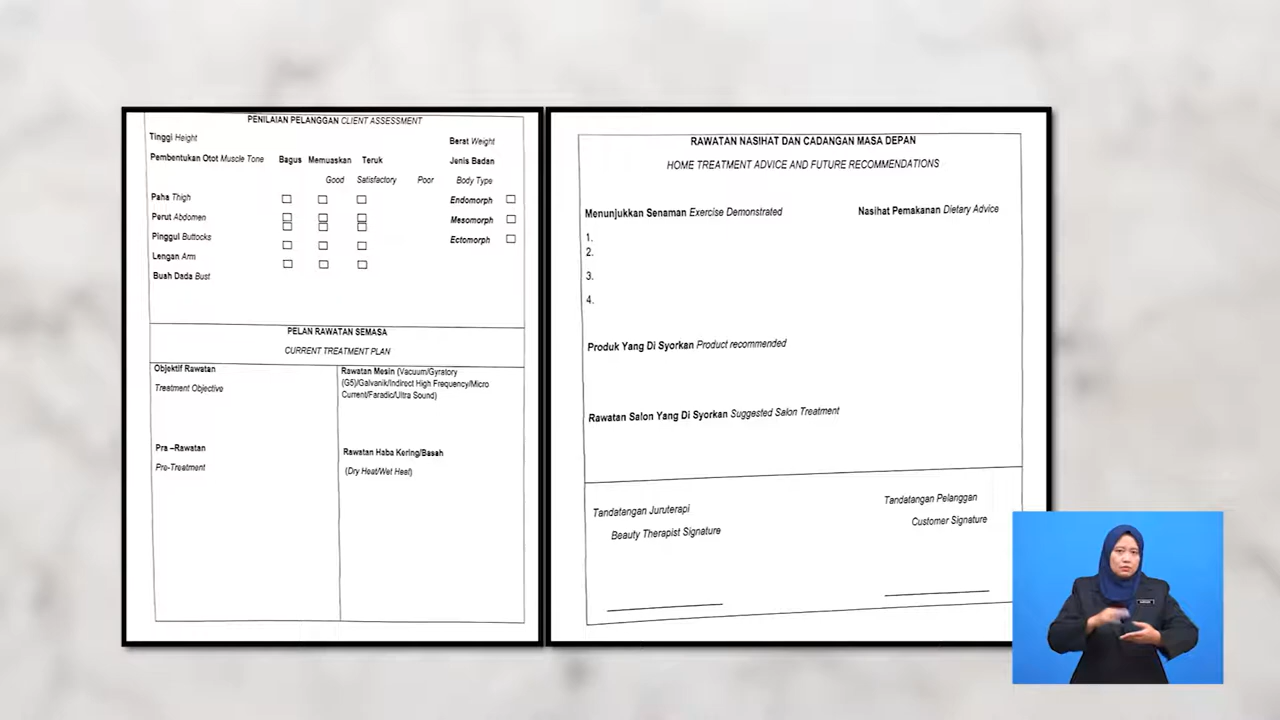 PENILAIAN PELANGGAN CLIENT ASSESSMENT
Tinggi Height
Berat Weight
Pembentukan Otot Muscle Tone Bagus Memuaskan Teruk Jenis Badan
Good Satisfactory Poor Body Type
Paha Thigh Endomorph
Perut Abdomen Mesomorph
Pinggul Buttocks Ectomorph
Lengan Arm
Buah Dada Bust
PELAN RAWATAN SEMASA
CURRENT TREATMENT PLAN
Objektif Rawatan
Treatment Objective
Rawatan Mesin (Vacuum/Gyratory
(G5)/Galvanik/Indirect High Frequency/Micro
Current/Faradic/Ultra Sound)
Pra –Rawatan
Pre-Treatment
Rawatan Haba Kering/Basah
(Dry Heat/Wet Heat)
RAWATAN NASIHAT DAN CADANGAN MASA DEPAN
HOME TREATMENT ADVICE AND FUTURE RECOMMENDATIONS
Menunjukkan Senaman Exercise Demonstrated Nasihat Pemakanan Dietary Advice
1.
2.
3.
4.
Produk Yang Di Syorkan Product recommended
Rawatan Salon Yang Di Syorkan Suggested Salon Treatment
Tandatangan Juruterapi Tandatangan Pelanggan
Beauty Therapist Signature Customer Signature